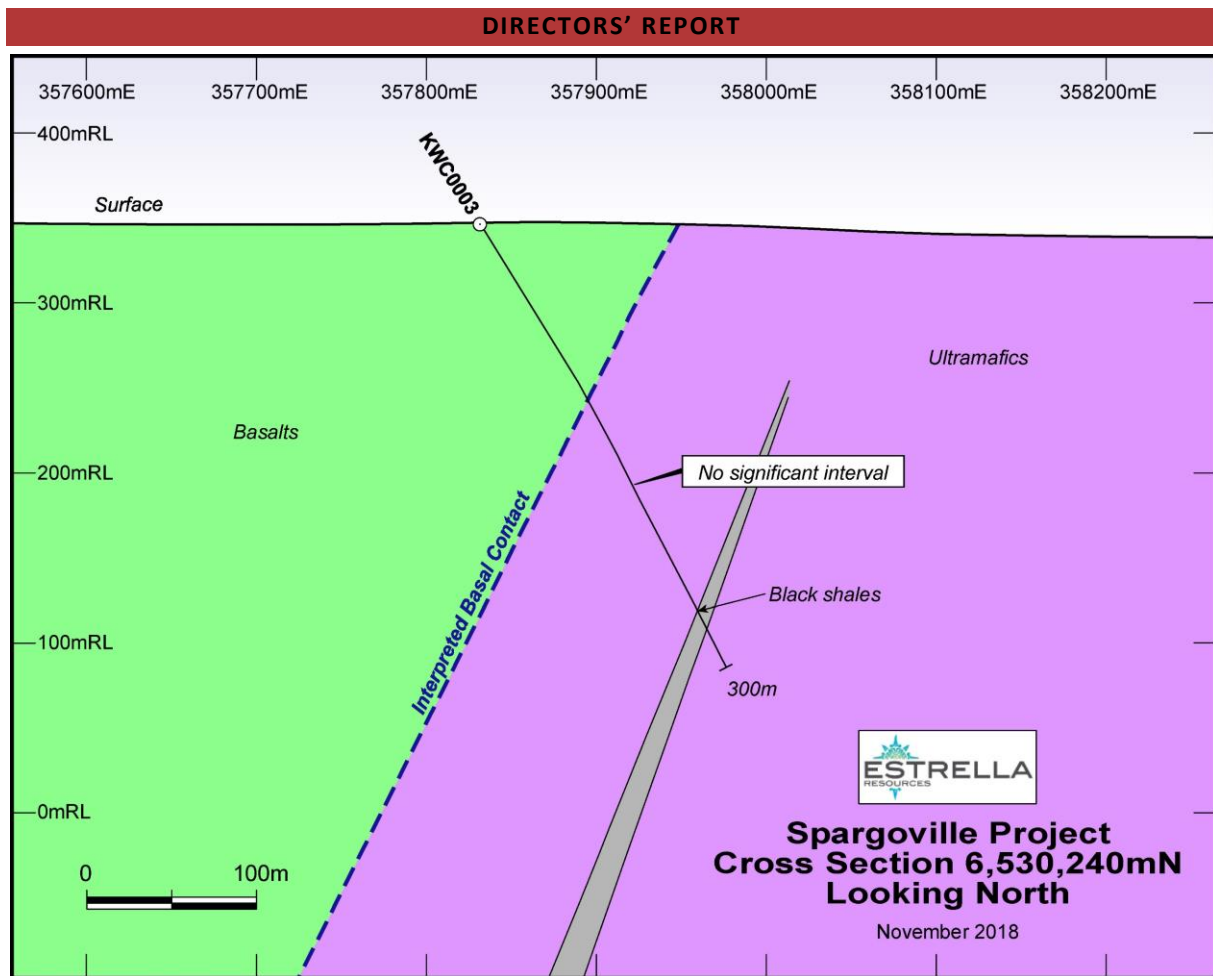 DIRECTORS' REPORT
357600mE 357700mE 357800mE 357900mE 358000mE 358100mE 358200mE
400mRL
KWC0003
Surface
300mRL
Ultramafics
Basalts
200mRL
No significant interval
Interpreted Basal Contact
Black shales
100mRL
300m
ESTRELLA
RESOURCES
0mRL
Spargoville Project
Cross Section 6,530,240mN
Looking North
0 100m
November 2018